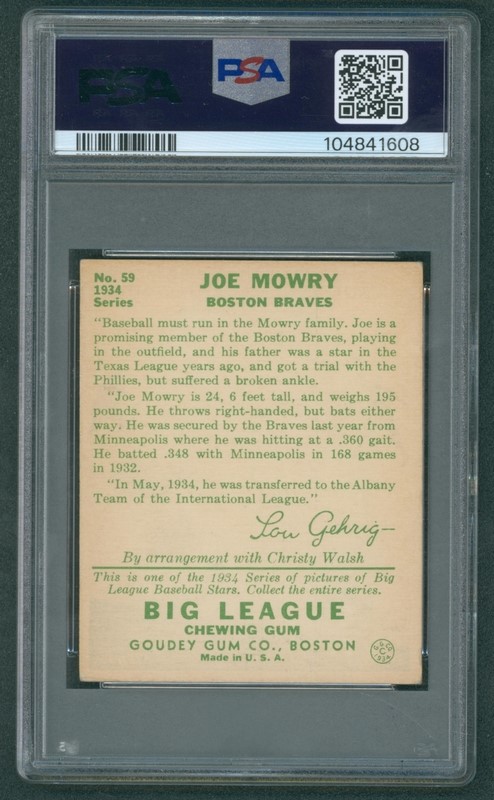 PSA
PSA
104841608
No. 59
1934
Series
JOE MOWRY
BOSTON BRAVES
"Baseball must run in the Mowry family. Joe is a
promising member of the Boston Braves, playing
in the outfield, and his father was a star in the
Texas League years ago, and got a trial with the
Phillies, but suffered a broken ankle.
"Joe Mowry is 24, 6 feet tall, and weighs 195
pounds. He throws right-handed, but bats either
way. He was secured by the Braves last year from
Minneapolis where he was hitting at a .360 gait.
He batted .348 with Minneapolis in 168 games
in 1932.
"In May, 1934, he was transferred to the Albany
Team of the International League."
Lou Gehrig
By arrangement with Christy Walsh
This is one of the 1934 Series of pictures of Big
League Baseball Stars. Collect the entire series.
BIG LEAGUE
CHEWING GUM
GOUDEY GUM CO., BOSTON
Made in U. S. A.